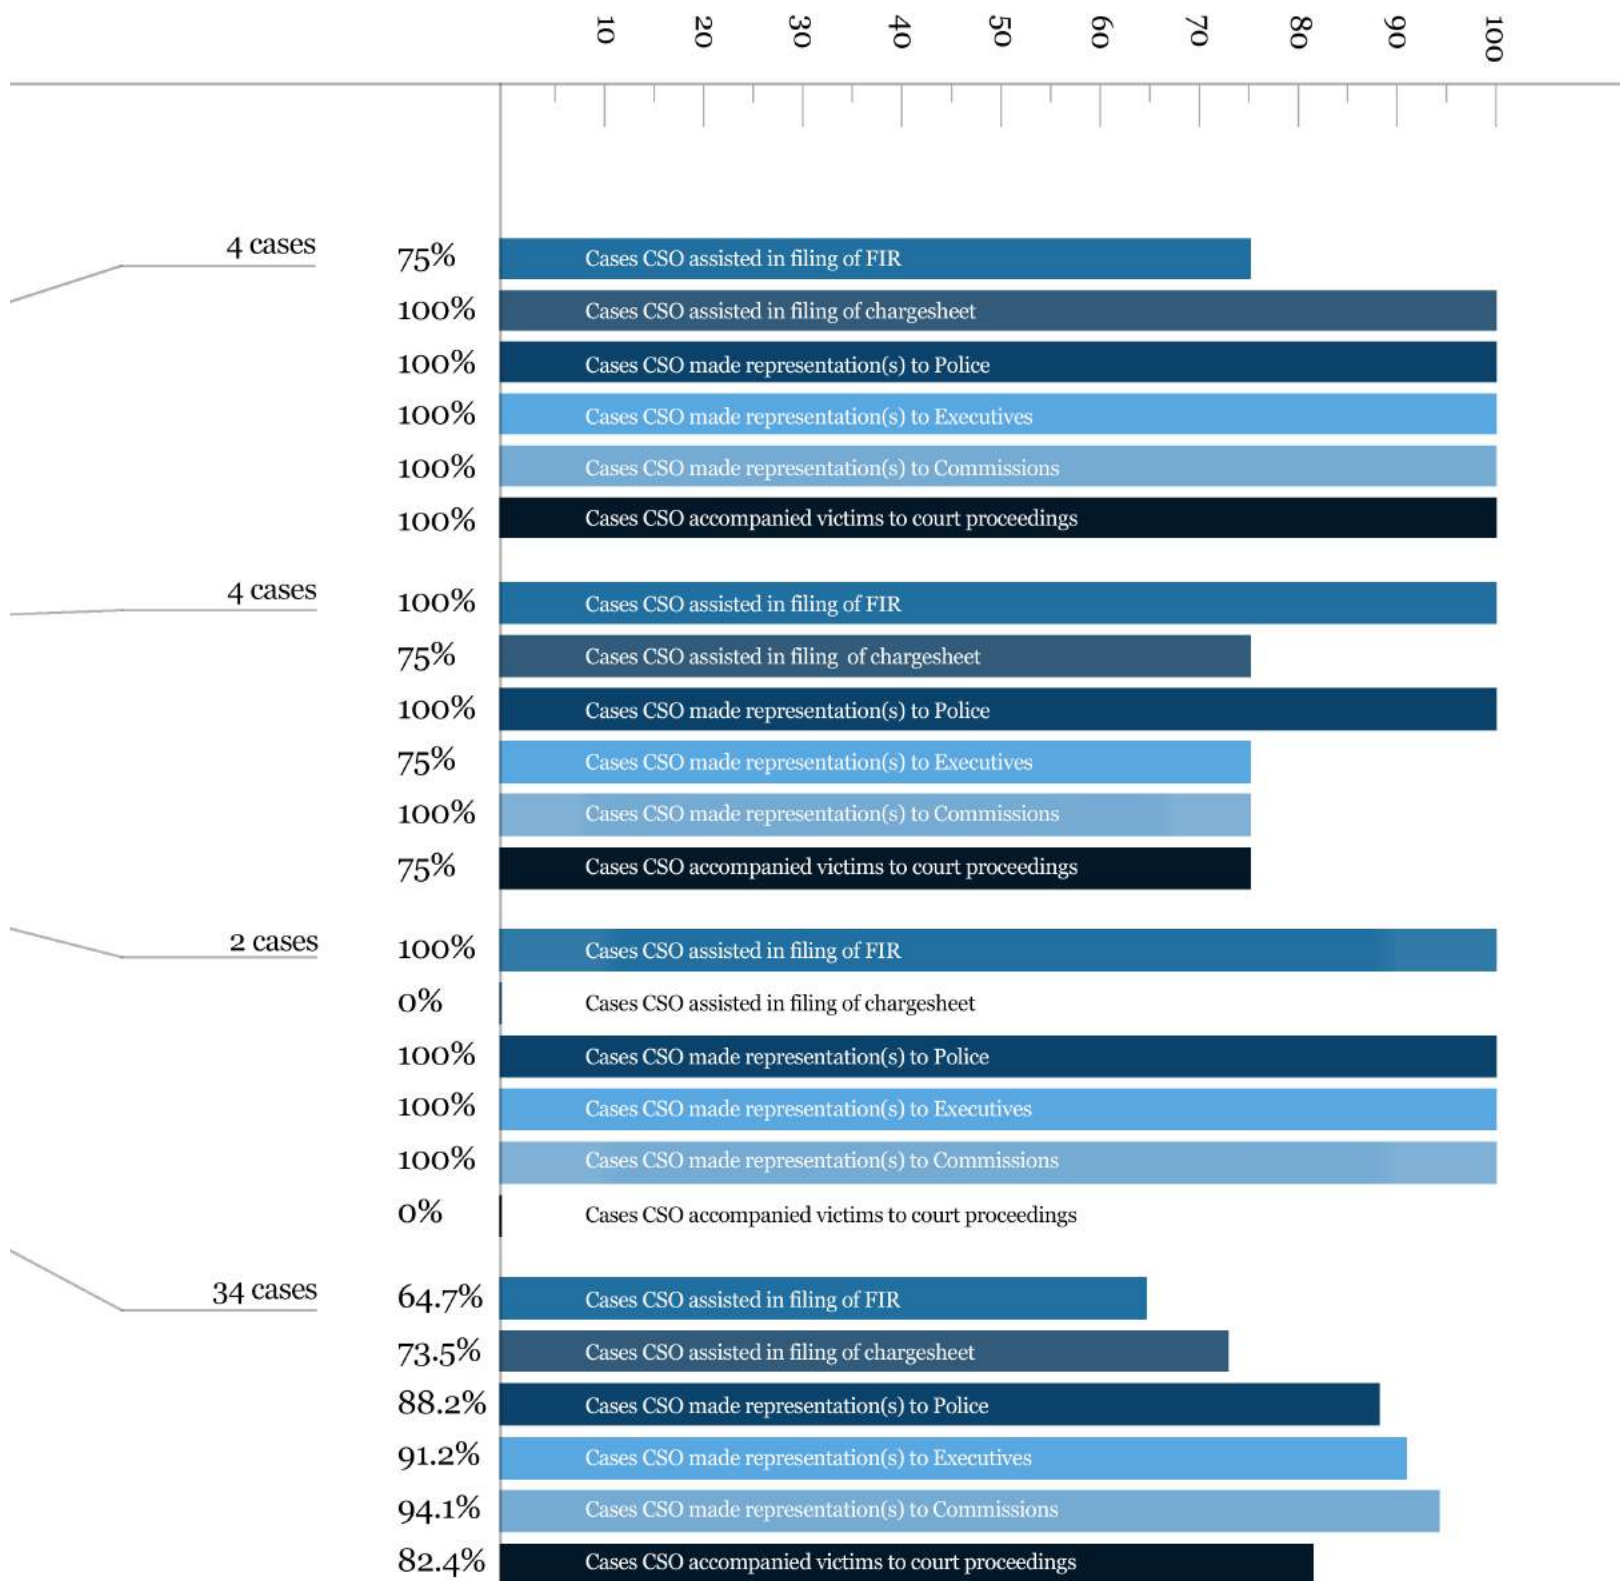 10 20 30 40 50 60 70 80 90 100
4 cases
75% Cases CSO assisted in filing of FIR
100% Cases CSO assisted in filing of chargesheet
100% Cases CSO made representation(s) to Police
100% Cases CSO made representation(s) to Executives
100% Cases CSO made representation(s) to Commissions
100% Cases CSO accompanied victims to court proceedings
4 cases
100% Cases CSO assisted in filing of FIR
75% Cases CSO assisted in filing of chargesheet
100% Cases CSO made representation(s) to Police
75% Cases CSO made representation(s) to Executives
100% Cases CSO made representation(s) to Commissions
75% Cases CSO accompanied victims to court proceedings
2 cases
100% Cases CSO assisted in filing of FIR
0% Cases CSO assisted in filing of chargesheet
100% Cases CSO made representation(s) to Police
100% Cases CSO made representation(s) to Executives
100% Cases CSO made representation(s) to Commissions
0% Cases CSO accompanied victims to court proceedings
34 cases
64.7% Cases CSO assisted in filing of FIR
73.5% Cases CSO assisted in filing of chargesheet
88.2% Cases CSO made representation(s) to Police
91.2% Cases CSO made representation(s) to Executives
94.1% Cases CSO made representation(s) to Commissions
82.4% Cases CSO accompanied victims to court proceedings